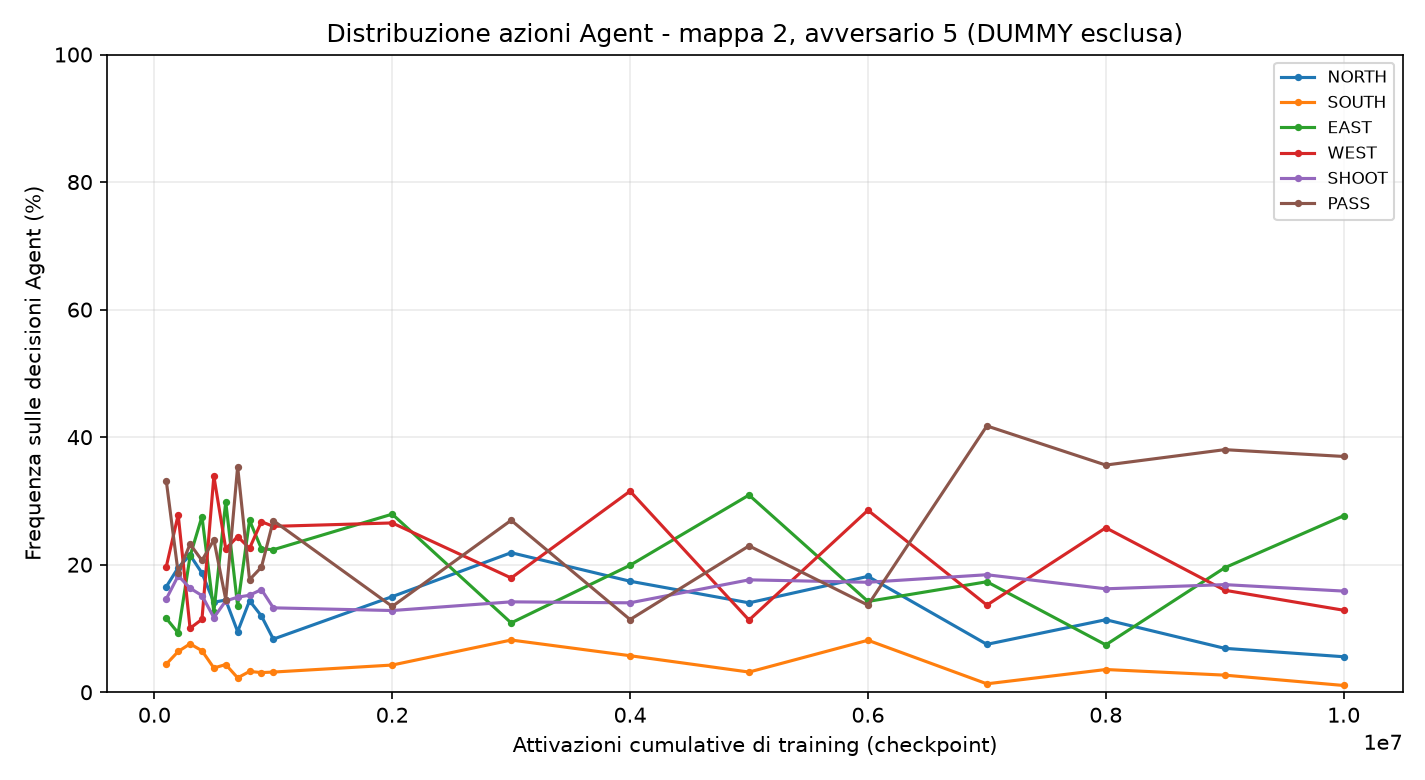 Distribuzione azioni Agent - mappa 2, avversario 5 (DUMMY esclusa)
Frequenza sulle decisioni Agent (%)
100
80
60
40
20
0
NORTH
SOUTH
EAST
WEST
SHOOT
PASS
0.0
0.2
0.4
0.6
0.8
1.0
1e7
Attivazioni cumulative di training (checkpoint)